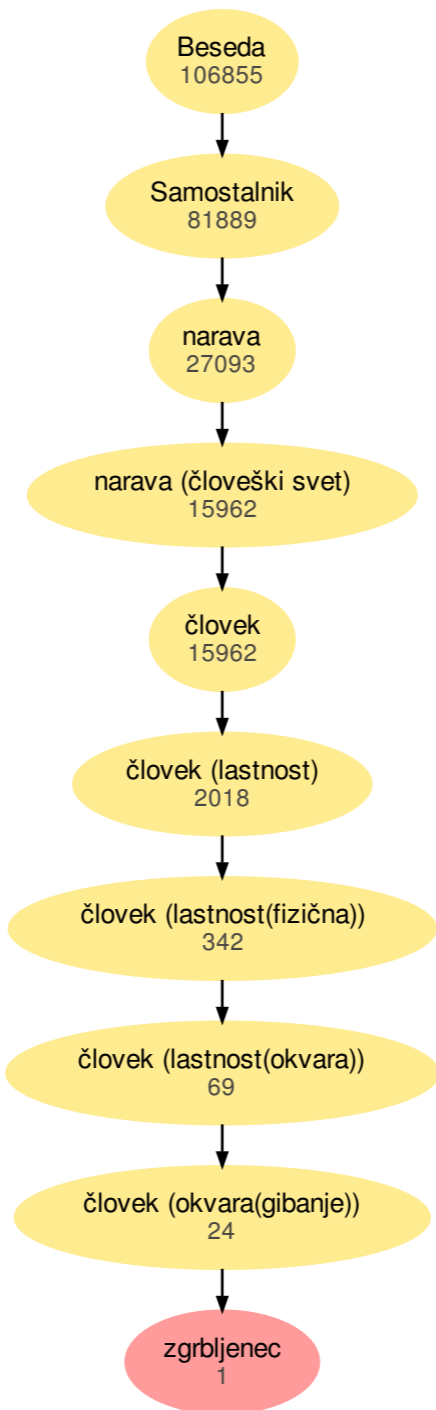 Beseda
106855
Samostalnik
81889
narava
27093
narava (človeški svet)
15962
človek
15962
človek (lastnost)
2018
človek (lastnost(fizična))
342
človek (lastnost(okvara))
69
človek (okvara(gibanje))
24
zgrbljenec
1